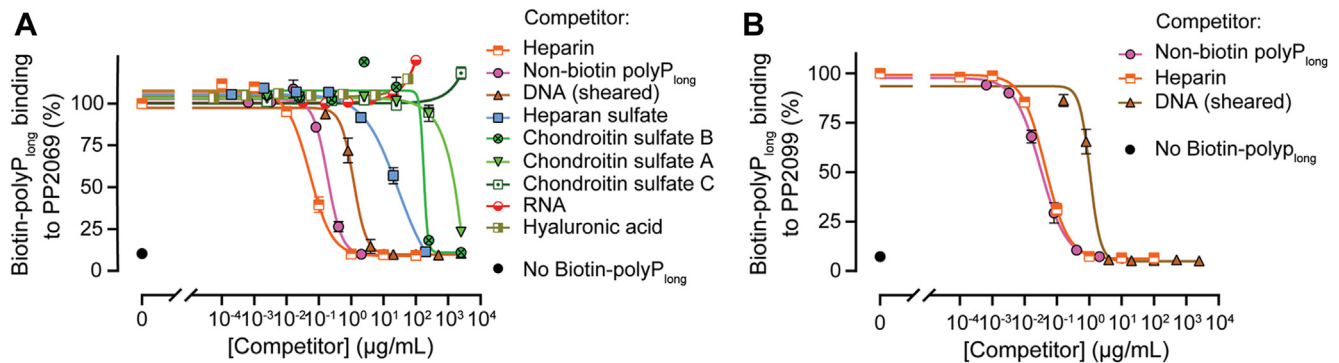 A
Biotin-polyPlong binding
to PP2069 (%)
100
75
50
25
0
0
10-4
10-3
10-2
10-1
100
101
102
103
104
[Competitor] (µg/mL)
Competitor:
Heparin
Non-biotin polyPlong
DNA (sheared)
Heparan sulfate
Chondroitin sulfate B
Chondroitin sulfate A
Chondroitin sulfate C
RNA
Hyaluronic acid
No Biotin-polyPlong
B
Biotin-polyPlong binding
to PP2099 (%)
100
75
50
25
0
0
10-4
10-3
10-2
10-1
100
101
102
103
104
[Competitor] (µg/mL)
Competitor:
Non-biotin polyPlong
Heparin
DNA (sheared)
No Biotin-polyplong